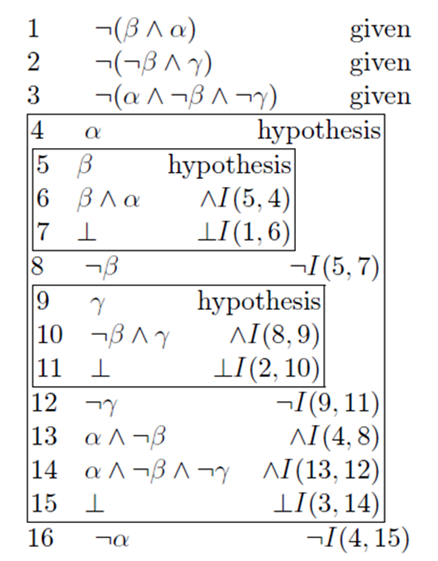 1 ¬(β ∧ α) given
2 ¬(¬β ∧ γ) given
3 ¬(α ∧ ¬β ∧ ¬γ) given
4 α hypothesis
5 β hypothesis
6 β ∧ α ∧I(5, 4)
7 ⊥ ⊥I(1, 6)
8 ¬β ¬I(5, 7)
9 γ hypothesis
10 ¬β ∧ γ ∧I(8, 9)
11 ⊥ ⊥I(2, 10)
12 ¬γ ¬I(9, 11)
13 α ∧ ¬β ∧I(4, 8)
14 α ∧ ¬β ∧ ¬γ ∧I(13, 12)
15 ⊥ ⊥I(3, 14)
16 ¬α ¬I(4, 15)